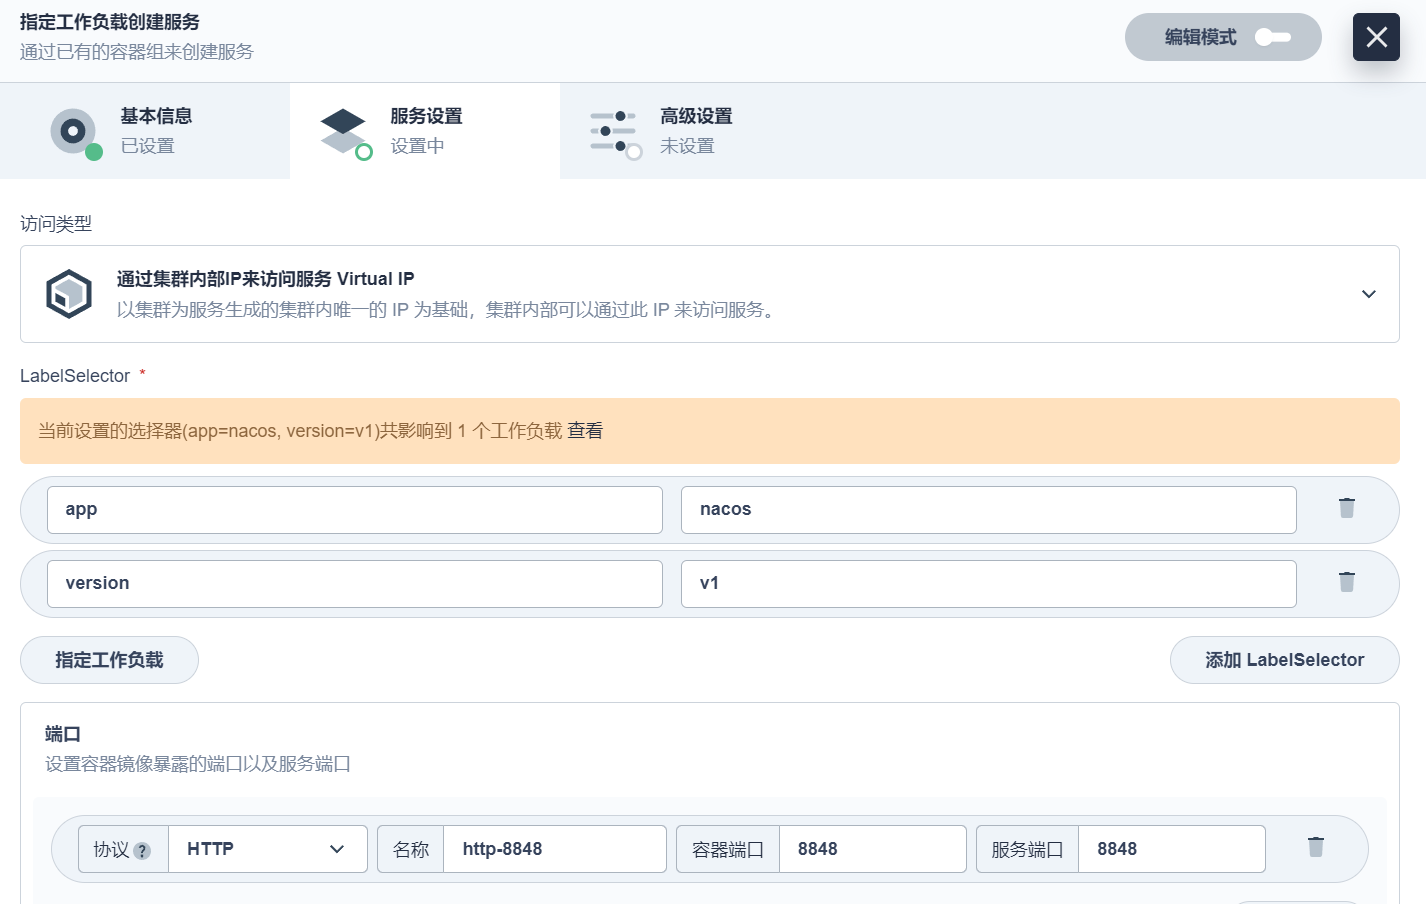 指定工作负载创建服务
通过已有的容器组来创建服务
编辑模式
基本信息
已设置
服务设置
设置中
高级设置
未设置
访问类型
通过集群内部IP来访问服务 Virtual IP
以集群为服务生成的集群内唯一的 IP 为基础，集群内部可以通过此 IP 来访问服务。
LabelSelector *
当前设置的选择器(app=nacos, version=v1)共影响到 1 个工作负载 查看
app
nacos
version
v1
指定工作负载
添加 LabelSelector
端口
设置容器镜像暴露的端口以及服务端口
协议 ? HTTP
名称 http-8848
容器端口 8848
服务端口 8848